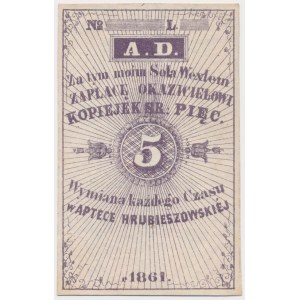 No L
A.D.
Za tym moim Sola Wexlem
ZAPŁACĘ OKAZICIELOWI
KOPIEJEK SR. PIĘĆ.
5
Wymiana każdego Czasu
W APTECE HRUBIESZOWSKIEJ
1861.